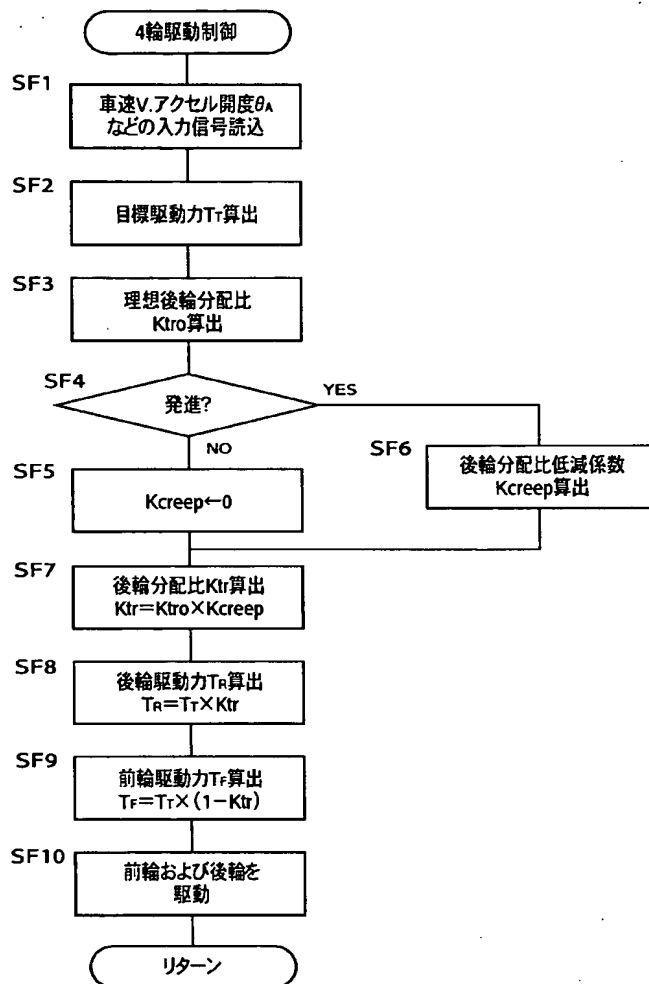 4輪駆動制御
SF1
車速V.アクセル開度θA
などの入力信号読込
SF2
目標駆動力TT算出
SF3
理想後輪分配比
Ktro算出
SF4
発進?
YES
NO
SF5
Kcreep←0
SF6
後輪分配比低減係数
Kcreep算出
SF7
後輪分配比Ktr算出
Ktr=Ktro×Kcreep
SF8
後輪駆動力TR算出
TR=TT×Ktr
SF9
前輪駆動力TF算出
TF=TT×(1-Ktr)
SF10
前輪および後輪を
駆動
リターン